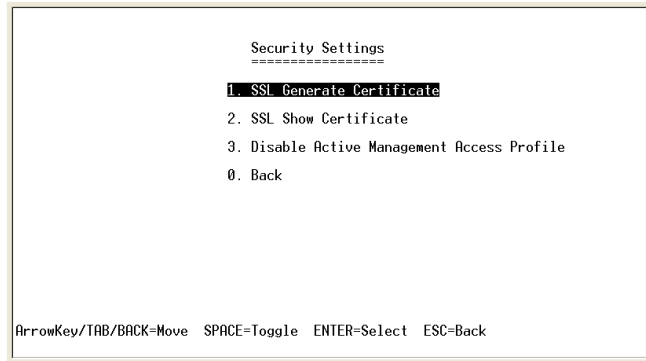 Security Settings
=================
1. SSL Generate Certificate
2. SSL Show Certificate
3. Disable Active Management Access Profile
0. Back
ArrowKey/TAB/BACK=Move  SPACE=Toggle  ENTER=Select  ESC=Back